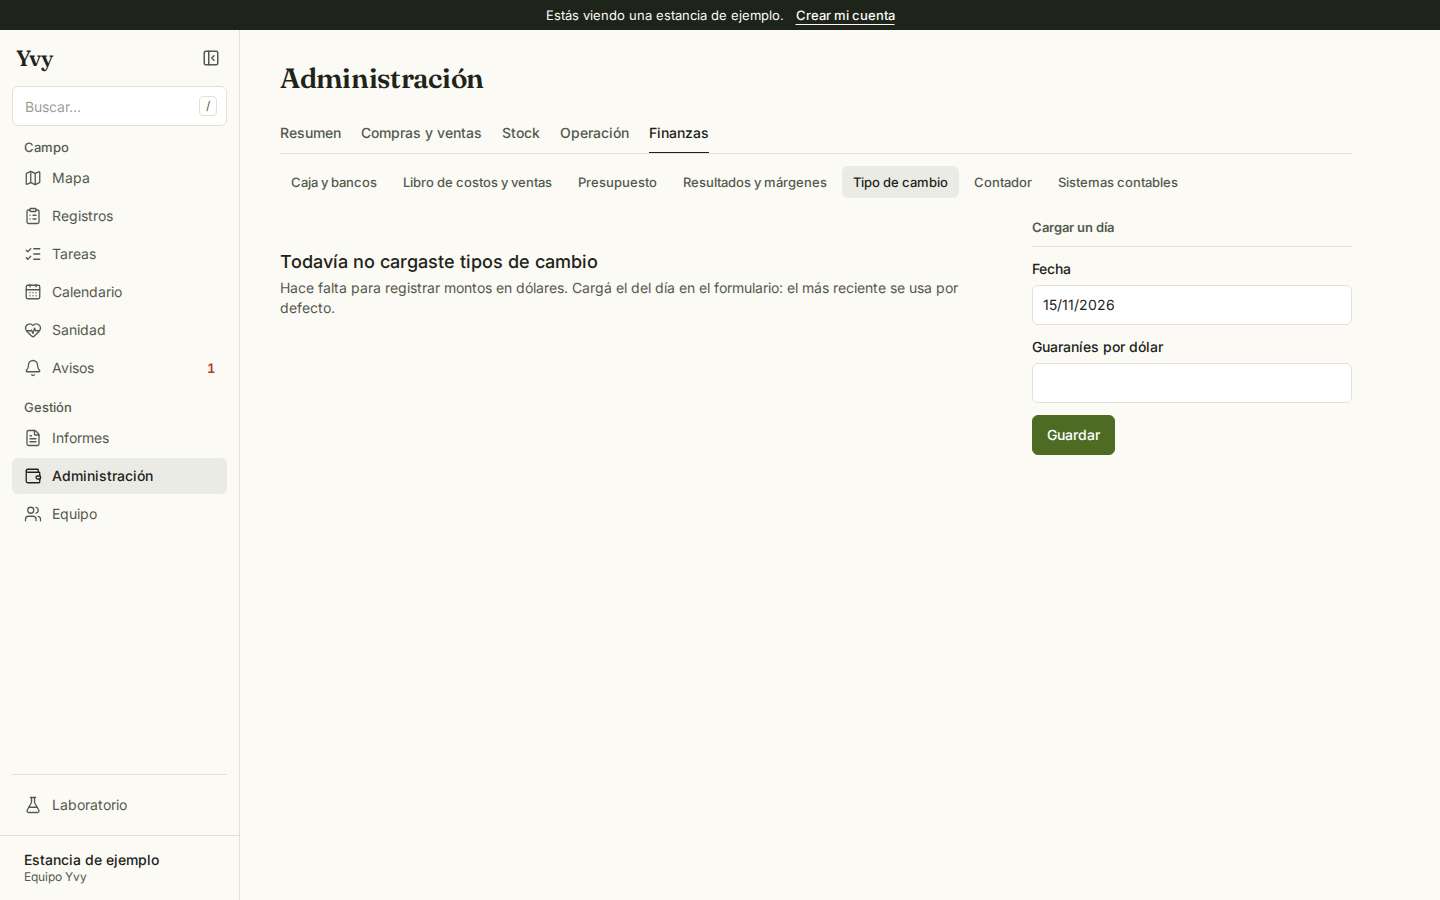 Estás viendo una estancia de ejemplo. Crear mi cuenta
Yvy
Buscar... /
Campo
Mapa
Registros
Tareas
Calendario
Sanidad
Avisos 1
Gestión
Informes
Administración
Equipo
Laboratorio
Estancia de ejemplo
Equipo Yvy
Administración
Resumen Compras y ventas Stock Operación Finanzas
Caja y bancos Libro de costos y ventas Presupuesto Resultados y márgenes Tipo de cambio Contador Sistemas contables
Todavía no cargaste tipos de cambio
Hace falta para registrar montos en dólares. Cargá el del día en el formulario: el más reciente se usa por
defecto.
Cargar un día
Fecha
15/11/2026
Guaraníes por dólar
Guardar